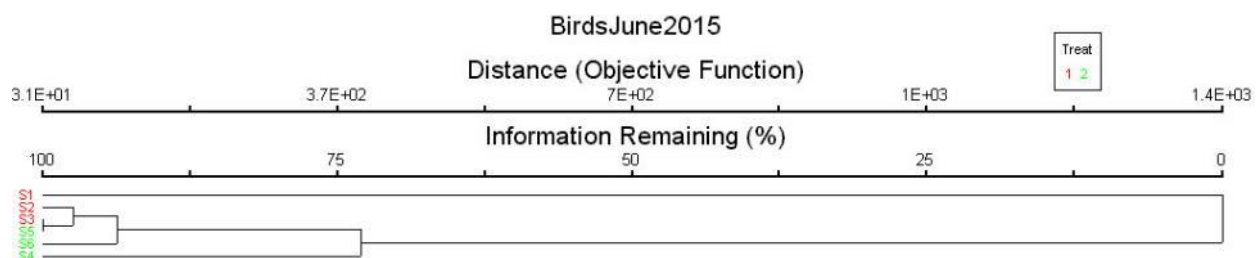 BirdsJune2015
Distance (Objective Function)
Treat
1 2
3.1E+01 3.7E+02 7E+02 1E+03 1.4E+03
Information Remaining (%)
100 75 50 25 0
S1
S2
S3
S5
S6
S4